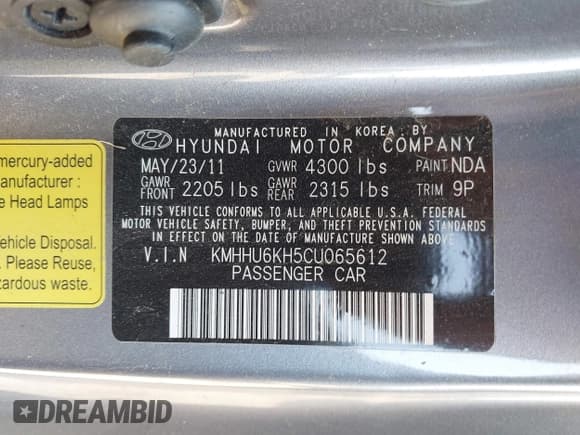 MANUFACTURED IN KOREA BY
HYUNDAI MOTOR COMPANY
MAY/23/11 GVWR 4300 lbs PAINT NDA
GAWR FRONT 2205 lbs GAWR REAR 2315 lbs TRIM 9P
THIS VEHICLE CONFORMS TO ALL APPLICABLE U.S.A. FEDERAL
MOTOR VEHICLE SAFETY, BUMPER, AND THEFT PREVENTION STANDARDS
IN EFFECT ON THE DATE OF MANUFACTURE SHOWN ABOVE
V.I.N KMHHU6KH5CU065612
PASSENGER CAR
mercury-added
anufacturer :
e Head Lamps
ehicle Disposal.
. Please Reuse,
azardous waste.
DREAMBID